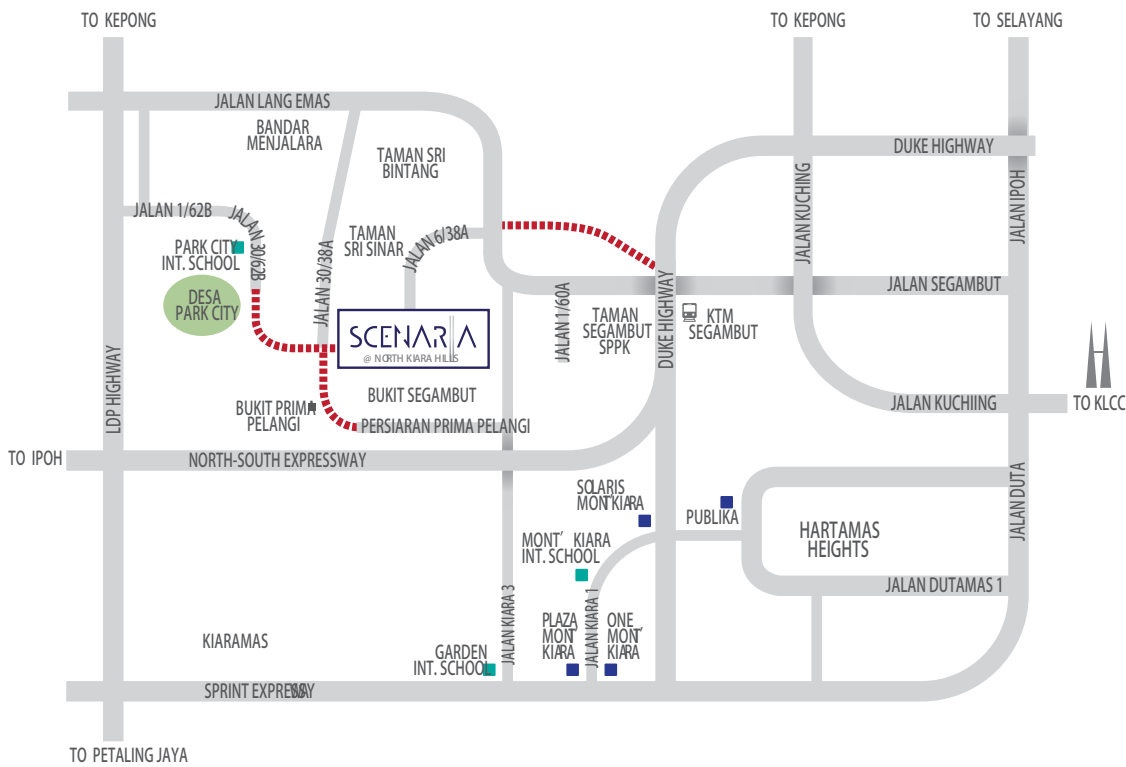 TO KEPONG
TO KEPONG
TO SELAYANG
JALAN LANG EMAS
BANDAR
MENJALARA
TAMAN SRI
BINTANG
DUKE HIGHWAY
JALAN 1/62B
JALAN 30/62B
PARK CITY
INT. SCHOOL
TAMAN
SRI SINAR
JALAN 6/38A
JALAN KUCHING
JALAN IPOH
DESA
PARK CITY
JALAN 30/38A
SCENARIA
@ NORTH KIARA HILLS
JALAN 1/60A
TAMAN
SEGAMBUT
SPPK
DUKE HIGHWAY
KTM
SEGAMBUT
JALAN SEGAMBUT
LDP HIGHWAY
BUKIT SEGAMBUT
BUKIT PRIMA
PELANGI
PERSIARAN PRIMA PELANGI
JALAN KUCHIING
TO KLCC
TO IPOH
NORTH-SOUTH EXPRESSWAY
SOLARIS
MONT'KIARA
PUBLIKA
HARTAMAS
HEIGHTS
JALAN DUTA
MONT' KIARA
INT. SCHOOL
JALAN DUTAMAS 1
KIARAMAS
GARDEN
INT. SCHOOL
JALAN KIARA 3
PLAZA
MONT'
KIARA
JALAN KIARA 1
ONE
MONT'
KIARA
SPRINT EXPRESSWAY
TO PETALING JAYA